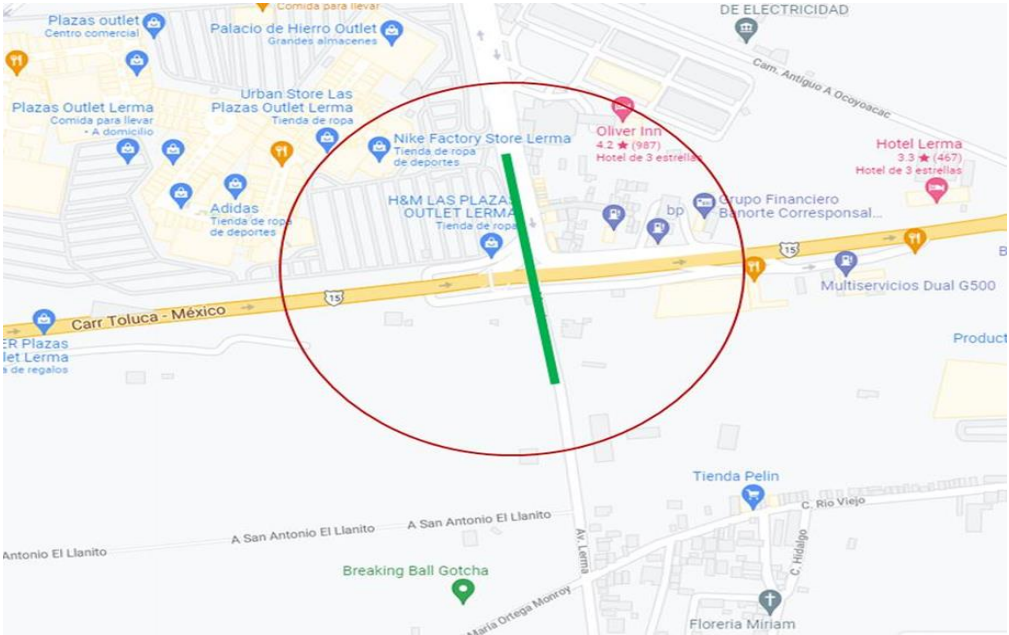 Comida para llevar
DE ELECTRICIDAD
Plazas outlet
Centro comercial
Palacio de Hierro Outlet
Grandes almacenes
Cam. Antiguo A Ocoyoacac
Urban Store Las
Plazas Outlet Lerma
Tienda de ropa
Plazas Outlet Lerma
Comida para llevar
• A domicilio
Nike Factory Store Lerma
Tienda de ropa
de deportes
Oliver Inn
4.2 ★ (987)
Hotel de 3 estrellas
Hotel Lerma
3.3 ★ (467)
Hotel de 3 estrellas
Adidas
Tienda de ropa
de deportes
H&M LAS PLAZAS
OUTLET LERMA
Tienda de ropa
bp
Grupo Financiero
Banorte Corresponsal...
15
15
Multiservicios Dual G500
Carr Toluca - México
ER Plazas
let Lerma
a de regalos
Product
Tienda Pelin
C. Rio Viejo
A San Antonio El Llanito
A San Antonio El Llanito
Antonio El Llanito
Av. Lerma
C. Hidalgo
Breaking Ball Gotcha
María Ortega Monroy
Floreria Miriam